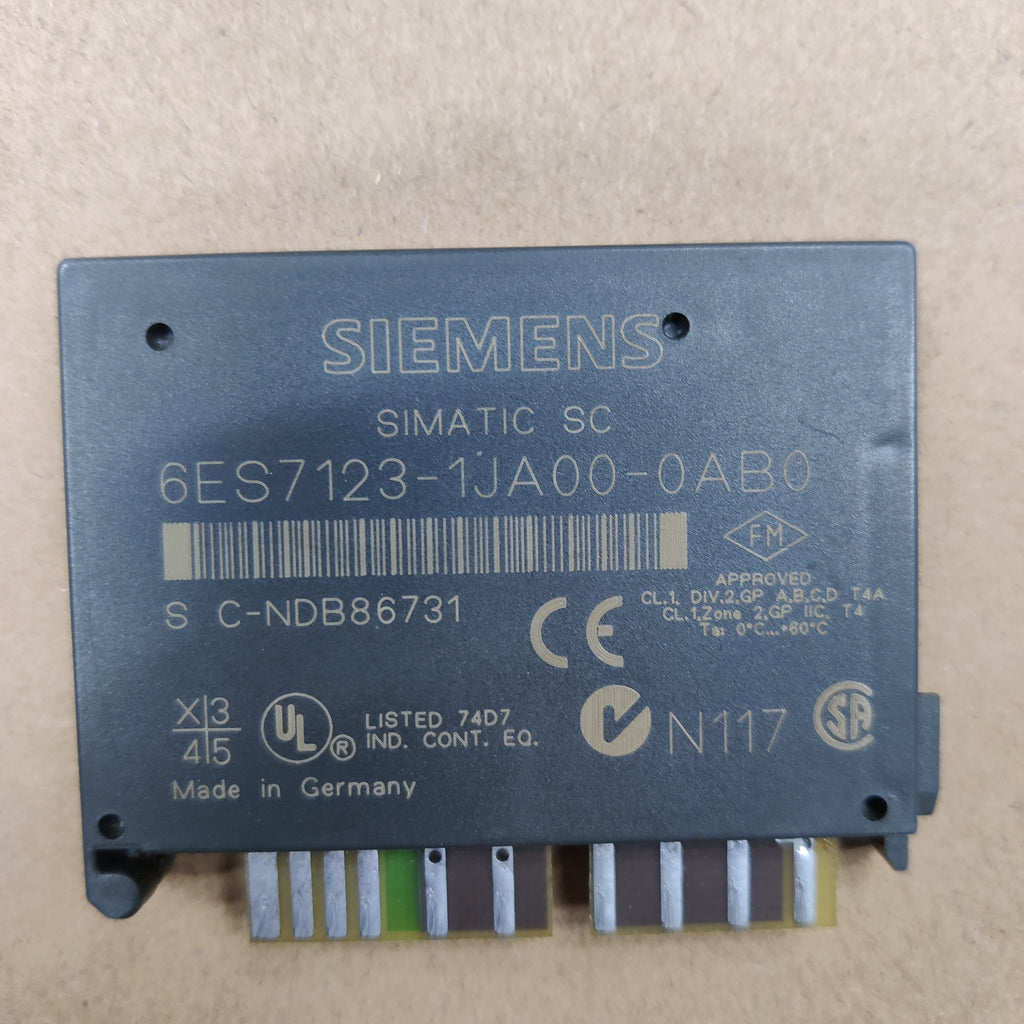 SIEMENS
SIMATIC SC
6ES7123-1JA00-0AB0
FM
APPROVED
CL.1, DIV.2,GP A,B,C,D T4A
CL.1,Zone 2,GP IIC, T4
Ta: 0°C...+60°C
S C-NDB86731
CE
X 3
4 5
UL
®
LISTED 74D7
IND. CONT. EQ.
N117
SA
Made in Germany